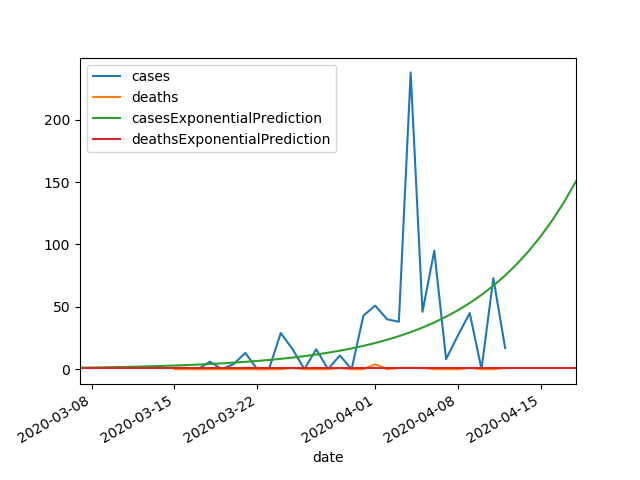 cases
deaths
casesExponentialPrediction
deathsExponentialPrediction
200
150
100
50
0
2020-03-08
2020-03-15
2020-03-22
2020-04-01
2020-04-08
2020-04-15
date